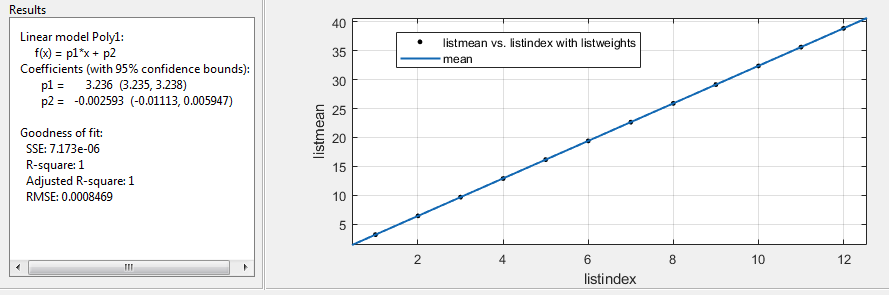 Results
Linear model Poly1:
f(x) = p1*x + p2
Coefficients (with 95% confidence bounds):
p1 = 3.236 (3.235, 3.238)
p2 = -0.002593 (-0.01113, 0.005947)
Goodness of fit:
SSE: 7.173e-06
R-square: 1
Adjusted R-square: 1
RMSE: 0.0008469
listmean vs. listindex with listweights
mean
40
35
30
25
20
15
10
5
listmean
2 4 6 8 10 12
listindex